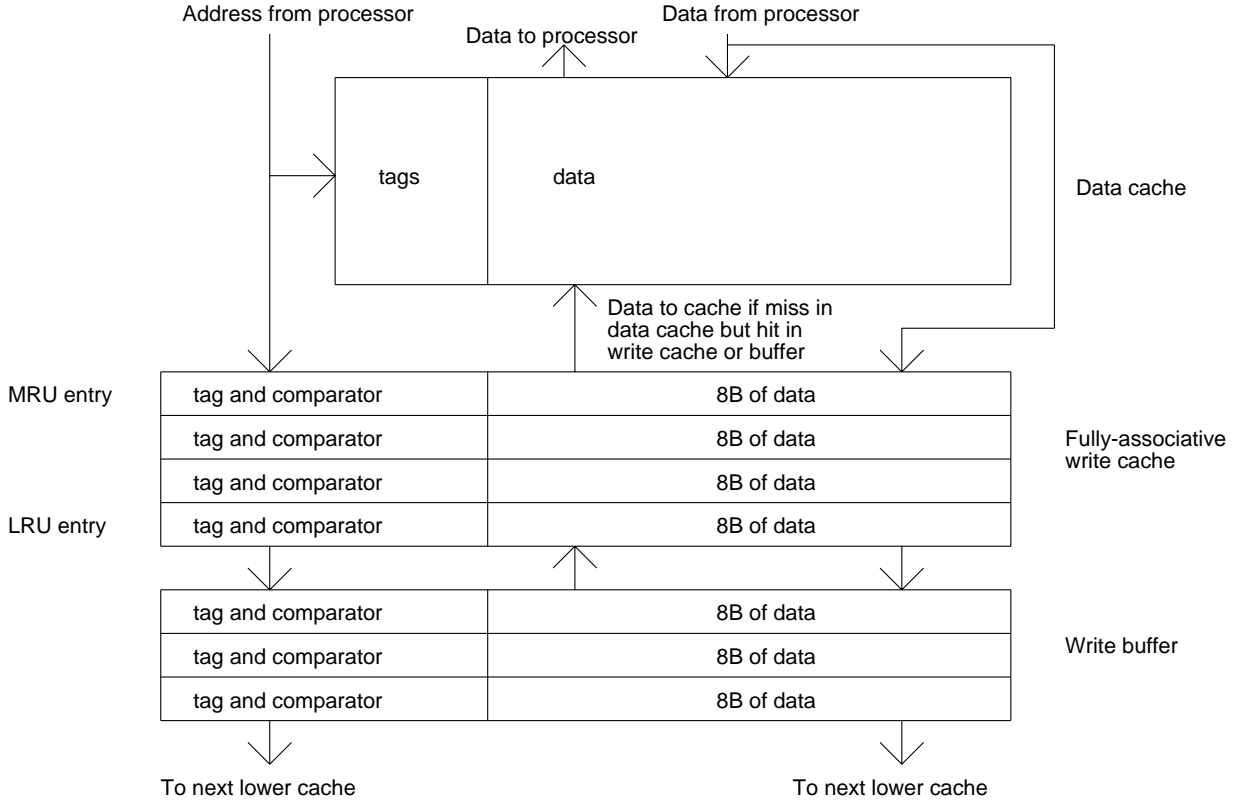 Address from processor
Data from processor
Data to processor
tags
data
Data cache
Data to cache if miss in
data cache but hit in
write cache or buffer
MRU entry
tag and comparator
8B of data
tag and comparator
8B of data
Fully-associative
write cache
tag and comparator
8B of data
LRU entry
tag and comparator
8B of data
tag and comparator
8B of data
tag and comparator
8B of data
Write buffer
tag and comparator
8B of data
To next lower cache
To next lower cache